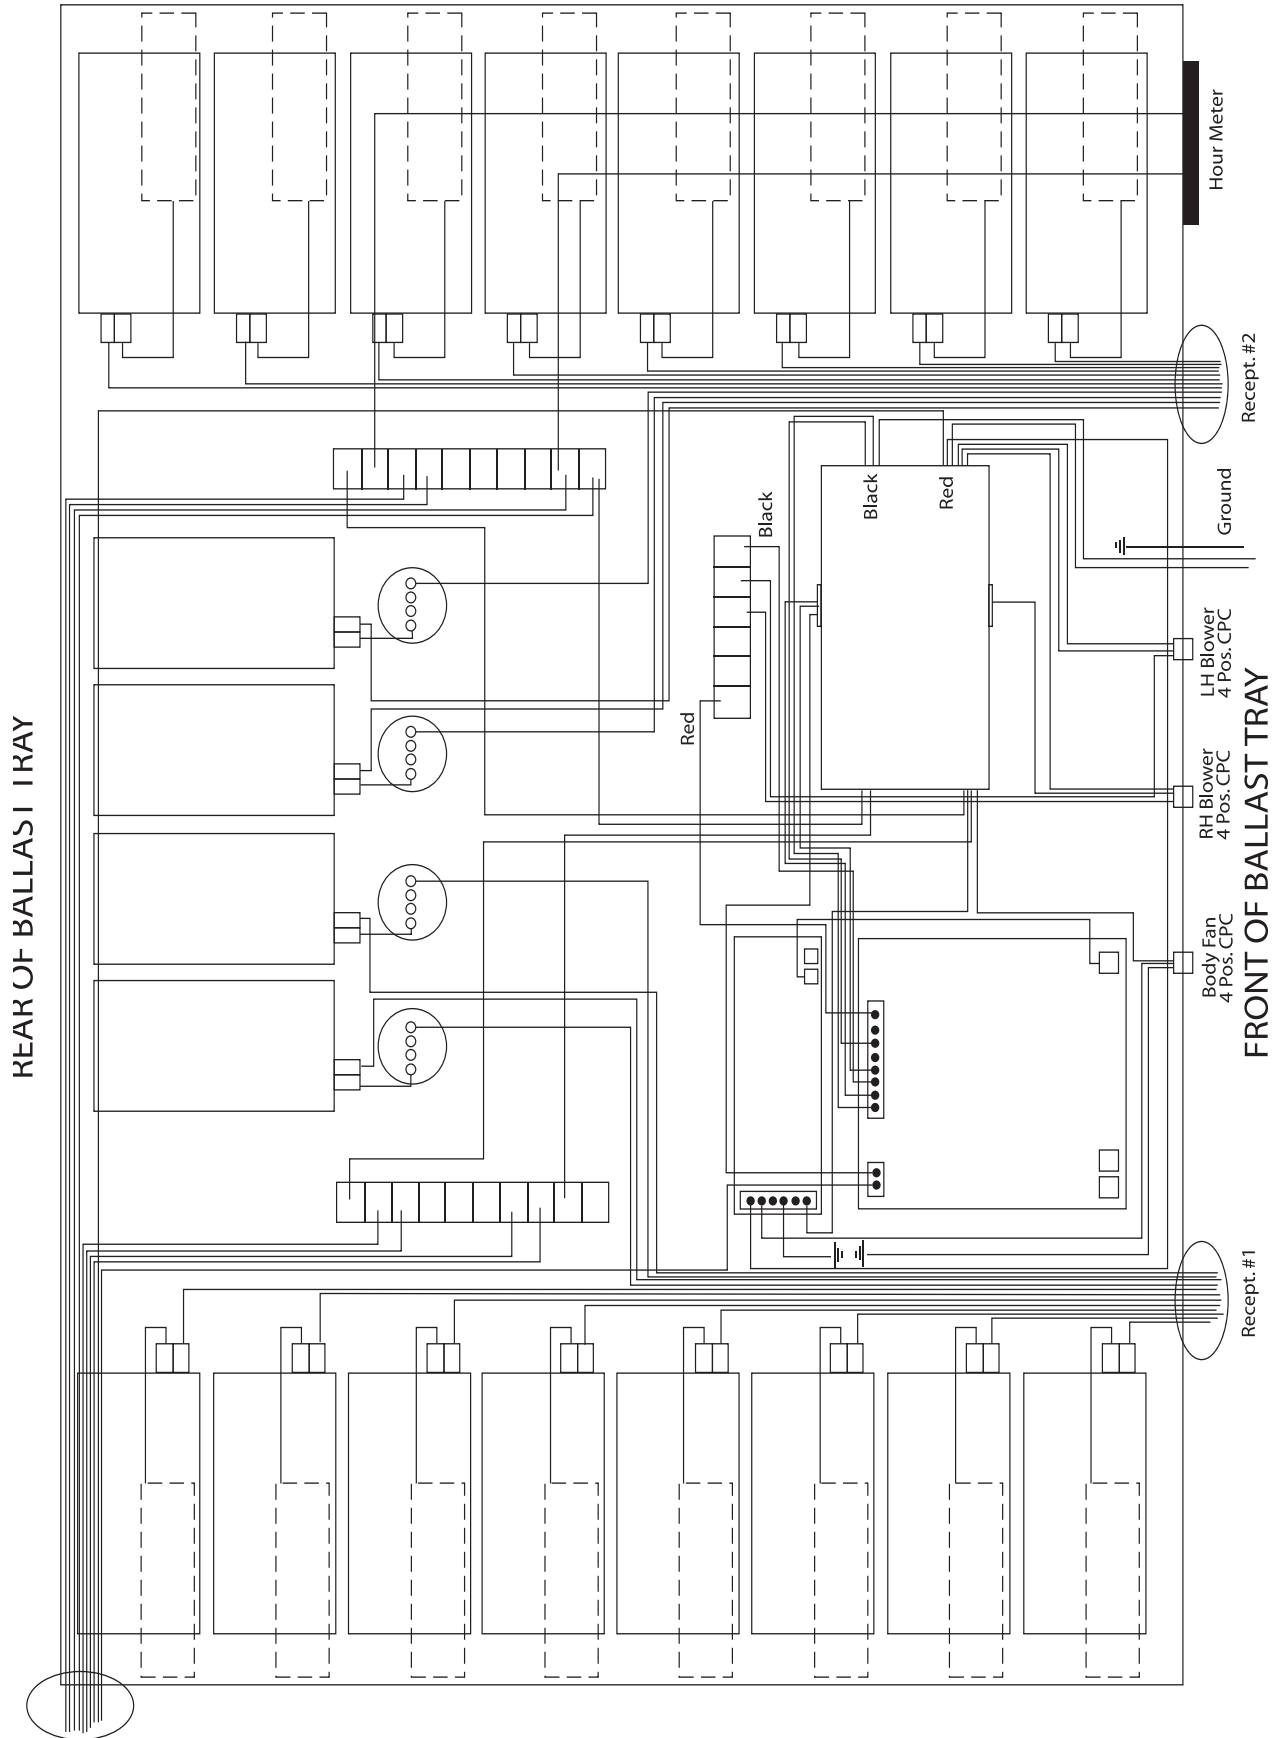 REAR OF BALLAST TRAY
Hour Meter
Recept. #2
Black
Red
Black
Red
Ground
LH Blower
4 Pos. CPC
RH Blower
4 Pos. CPC
Body Fan
4 Pos. CPC
FRONT OF BALLAST TRAY
Recept. #1